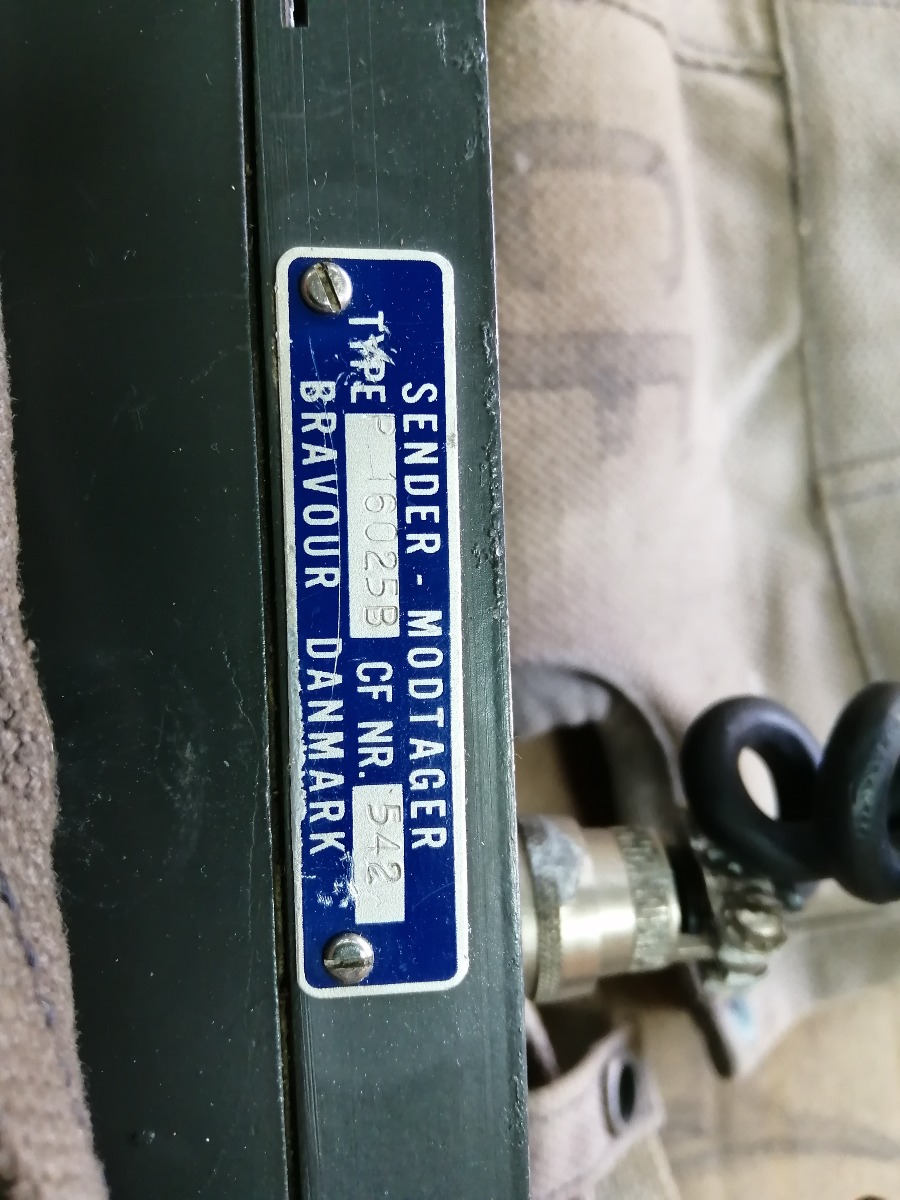 SENDER - MODTAGER
TYPE P 16025B CF NR. 542
BRAVOUR DANMARK